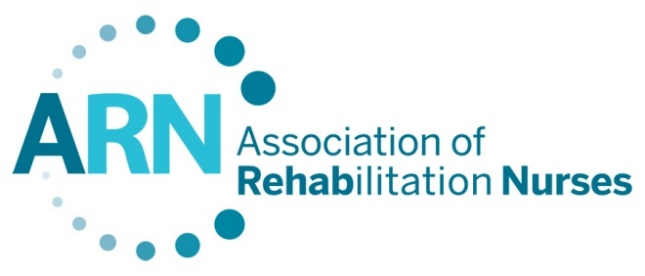 ARN
Association of
Rehabilitation Nurses